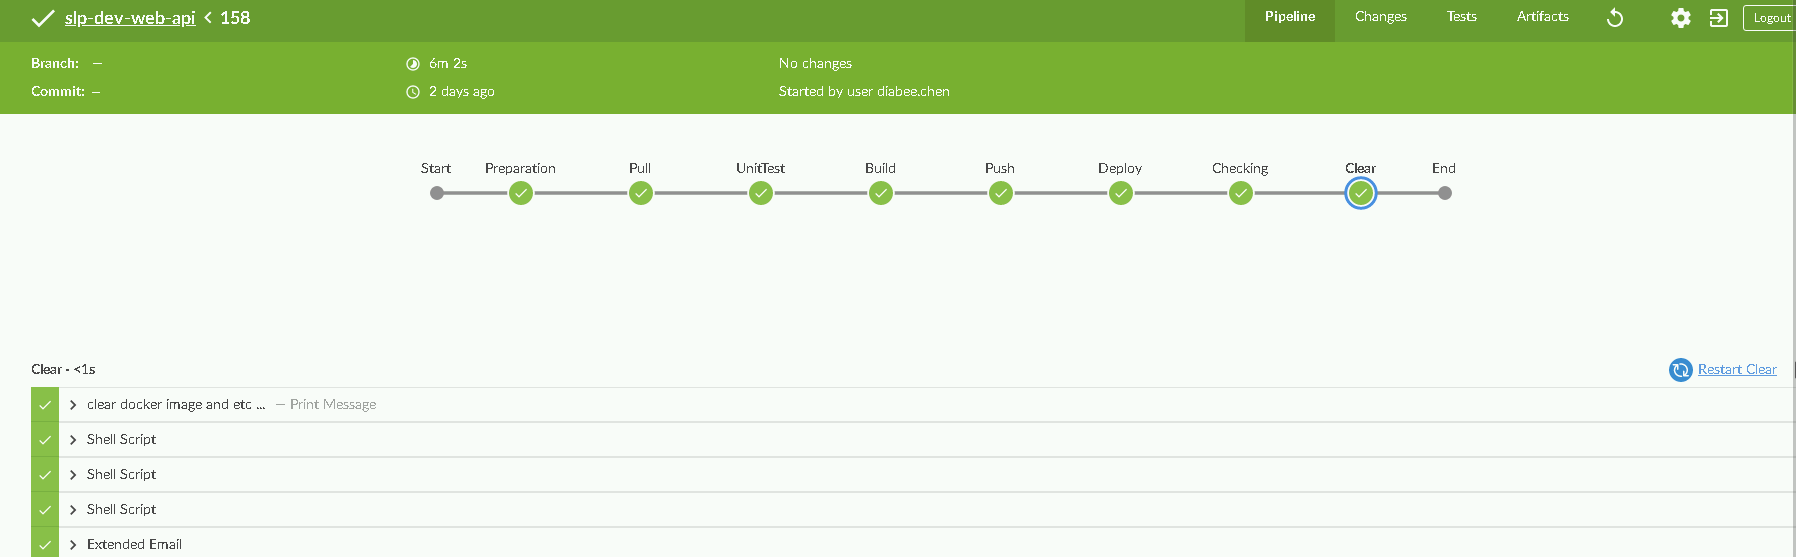 slp-dev-web-api < 158 Pipeline Changes Tests Artifacts Logout
Branch: — 6m 2s No changes
Commit: — 2 days ago Started by user diabee.chen
Start Preparation Pull UnitTest Build Push Deploy Checking Clear End
Clear - <1s Restart Clear
clear docker image and etc ... — Print Message
Shell Script
Shell Script
Shell Script
Extended Email